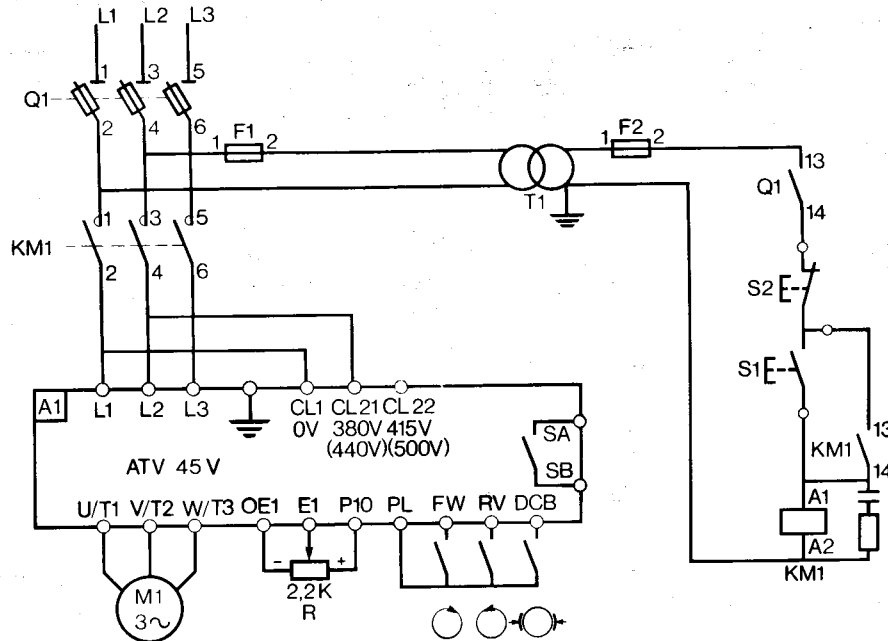 L1 L2 L3
1 3 5
Q1
2 4 6
1 F1 2
1 F2 2
T1
13
Q1
14
1 3 5
KM1
2 4 6
S2
S1
A1
L1 L2 L3
CL1 CL21 CL22
0V 380V 415V
(440V) (500V)
SA
SB
13
KM1
14
ATV 45 V
U/T1 V/T2 W/T3 OE1 E1 P10 PL FW RV DCB
A1
A2
KM1
- +
2,2K
R
M1
3~